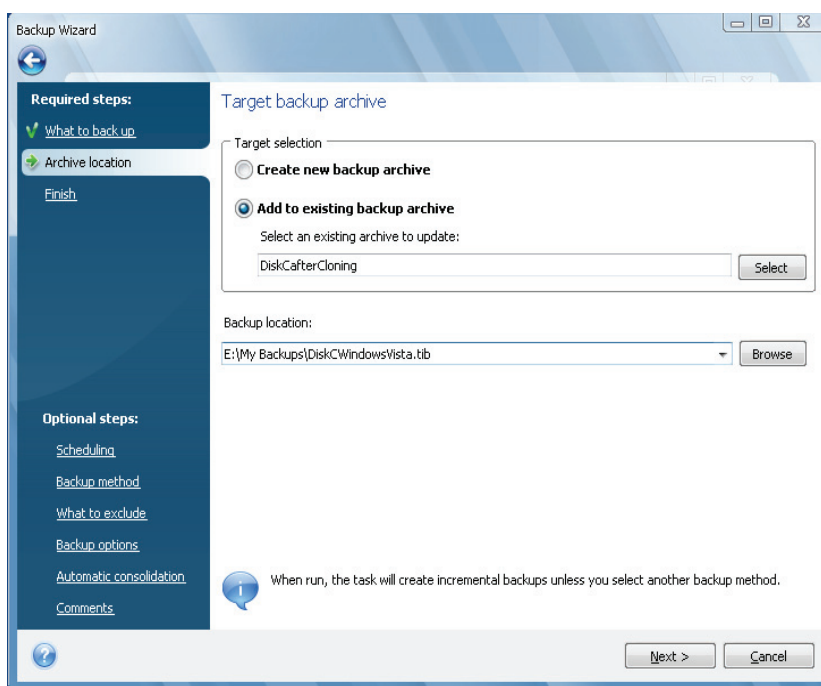 Backup Wizard
Required steps:
What to back up
Archive location
Finish
Optional steps:
Scheduling
Backup method
What to exclude
Backup options
Automatic consolidation
Comments
Target backup archive
Target selection
Create new backup archive
Add to existing backup archive
Select an existing archive to update:
DiskCafterCloning
Select
Backup location:
E:\My Backups\DiskCWindowsVista.tib
Browse
When run, the task will create incremental backups unless you select another backup method.
Next >
Cancel